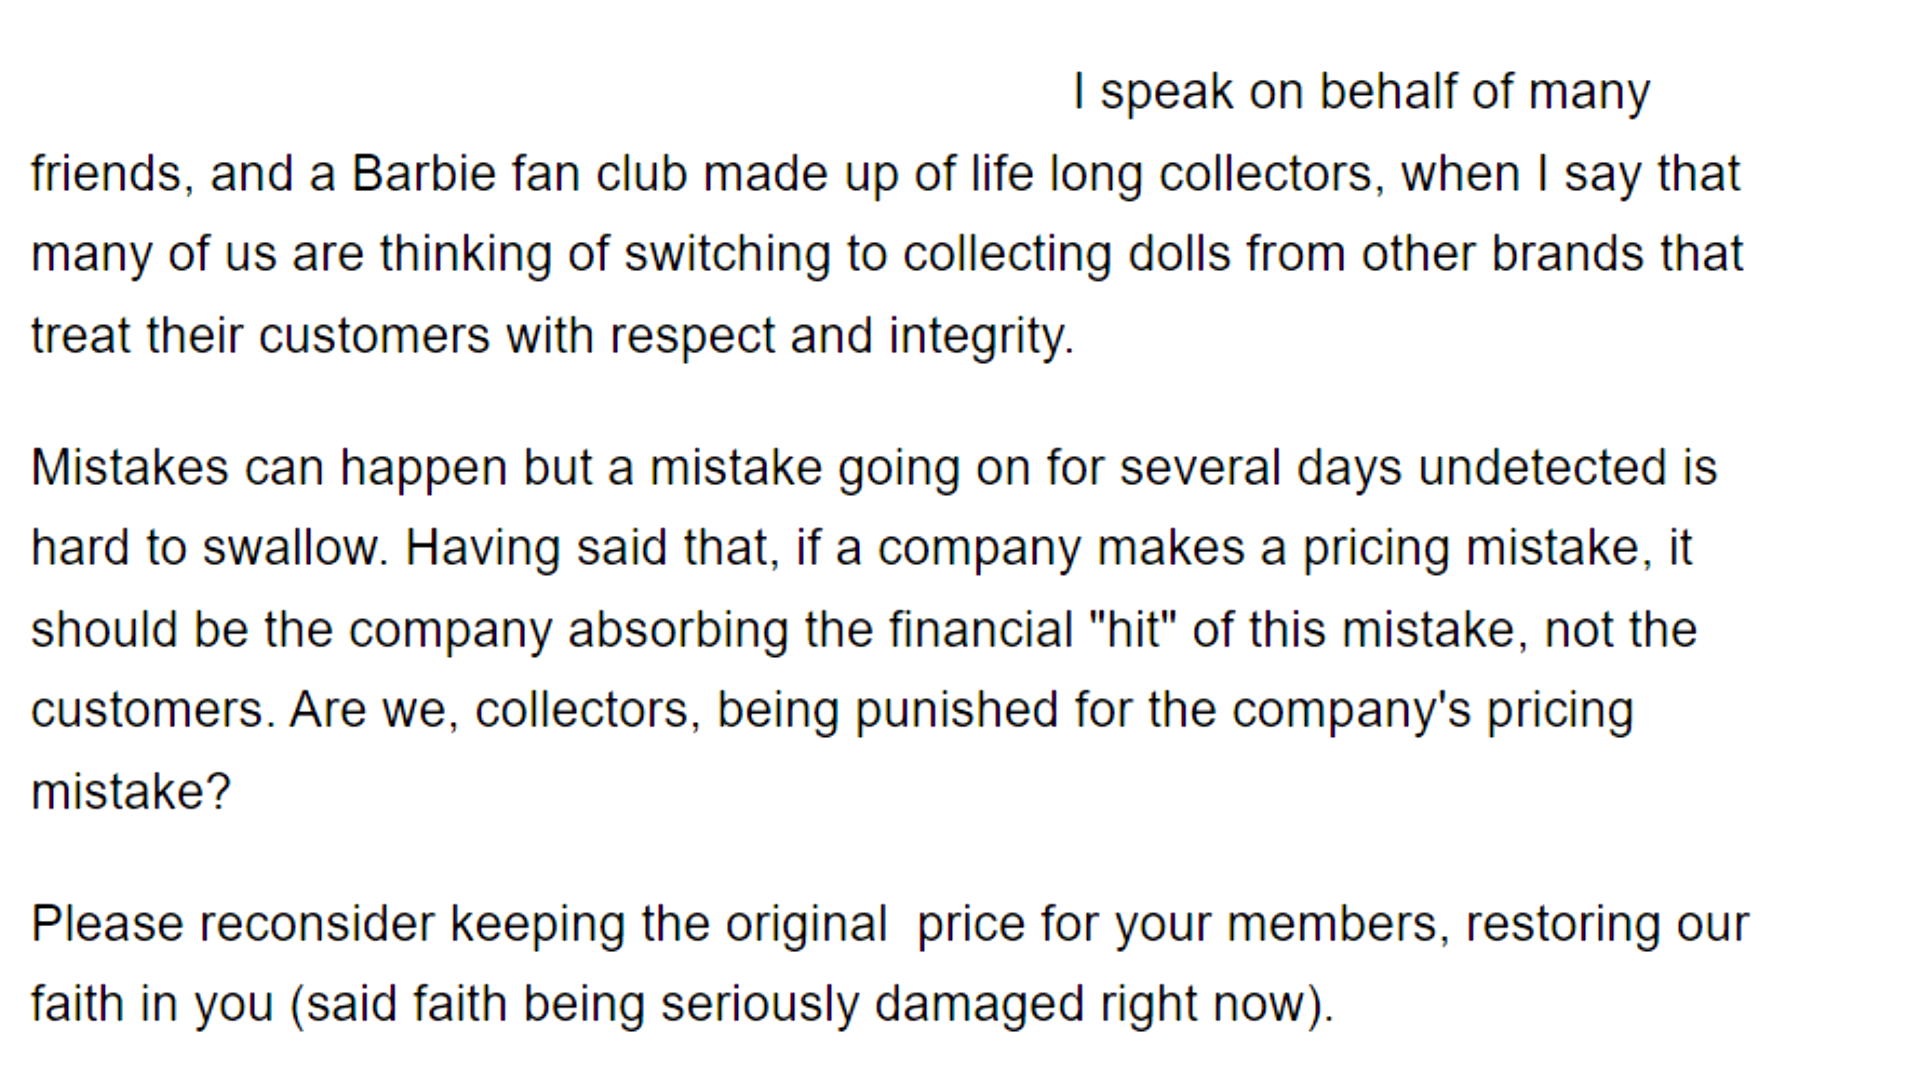 I speak on behalf of many
friends, and a Barbie fan club made up of life long collectors, when I say that
many of us are thinking of switching to collecting dolls from other brands that
treat their customers with respect and integrity.
Mistakes can happen but a mistake going on for several days undetected is
hard to swallow. Having said that, if a company makes a pricing mistake, it
should be the company absorbing the financial "hit" of this mistake, not the
customers. Are we, collectors, being punished for the company's pricing
mistake?
Please reconsider keeping the original  price for your members, restoring our
faith in you (said faith being seriously damaged right now).